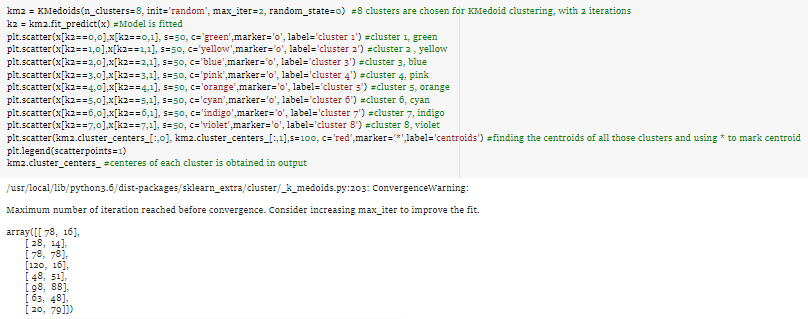 km2 = KMedoids(n_clusters=8, init='random', max_iter=2, random_state=0) #8 clusters are chosen for KMedoid clustering, with 2 iterations
k2 = km2.fit_predict(x) #Model is fitted
plt.scatter(x[k2==0,0],x[k2==0,1], s=50, c='green',marker='o', label='cluster 1') #cluster 1, green
plt.scatter(x[k2==1,0],x[k2==1,1], s=50, c='yellow',marker='o', label='cluster 2') #cluster 2 , yellow
plt.scatter(x[k2==2,0],x[k2==2,1], s=50, c='blue',marker='o', label='cluster 3') #cluster 3, blue
plt.scatter(x[k2==3,0],x[k2==3,1], s=50, c='pink',marker='o', label='cluster 4') #cluster 4, pink
plt.scatter(x[k2==4,0],x[k2==4,1], s=50, c='orange',marker='o', label='cluster 5') #cluster 5, orange
plt.scatter(x[k2==5,0],x[k2==5,1], s=50, c='cyan',marker='o', label='cluster 6') #cluster 6, cyan
plt.scatter(x[k2==6,0],x[k2==6,1], s=50, c='indigo',marker='o', label='cluster 7') #cluster 7, indigo
plt.scatter(x[k2==7,0],x[k2==7,1], s=50, c='violet',marker='o', label='cluster 8') #cluster 8, violet
plt.scatter(km2.cluster_centers_[:,0], km2.cluster_centers_[:,1],s=100, c='red',marker='*',label='centroids') #finding the centroids of all those clusters and using * to mark centroid
plt.legend(scatterpoints=1)
km2.cluster_centers_ #centeres of each cluster is obtained in output
/usr/local/lib/python3.6/dist-packages/sklearn_extra/cluster/_k_medoids.py:203: ConvergenceWarning:
Maximum number of iteration reached before convergence. Consider increasing max_iter to improve the fit.
array([[ 78, 16],
[ 28, 14],
[ 78, 78],
[120, 16],
[ 48, 51],
[ 98, 88],
[ 63, 48],
[ 20, 79]])